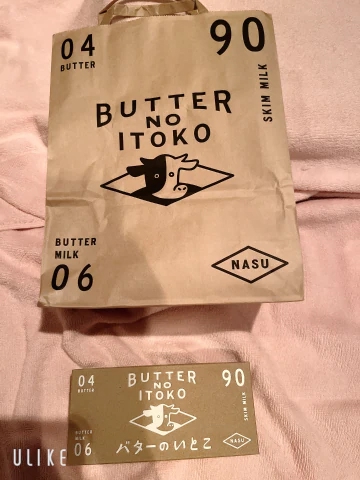 04
BUTTER
90
SKIM MILK
BUTTER
NO
ITOKO
BUTTER
MILK
06
NASU
04
BUTTER
BUTTER
NO
ITOKO
90
SKIM MILK
BUTTER
MILK
06
バターのいとこ
NASU
ULIKE